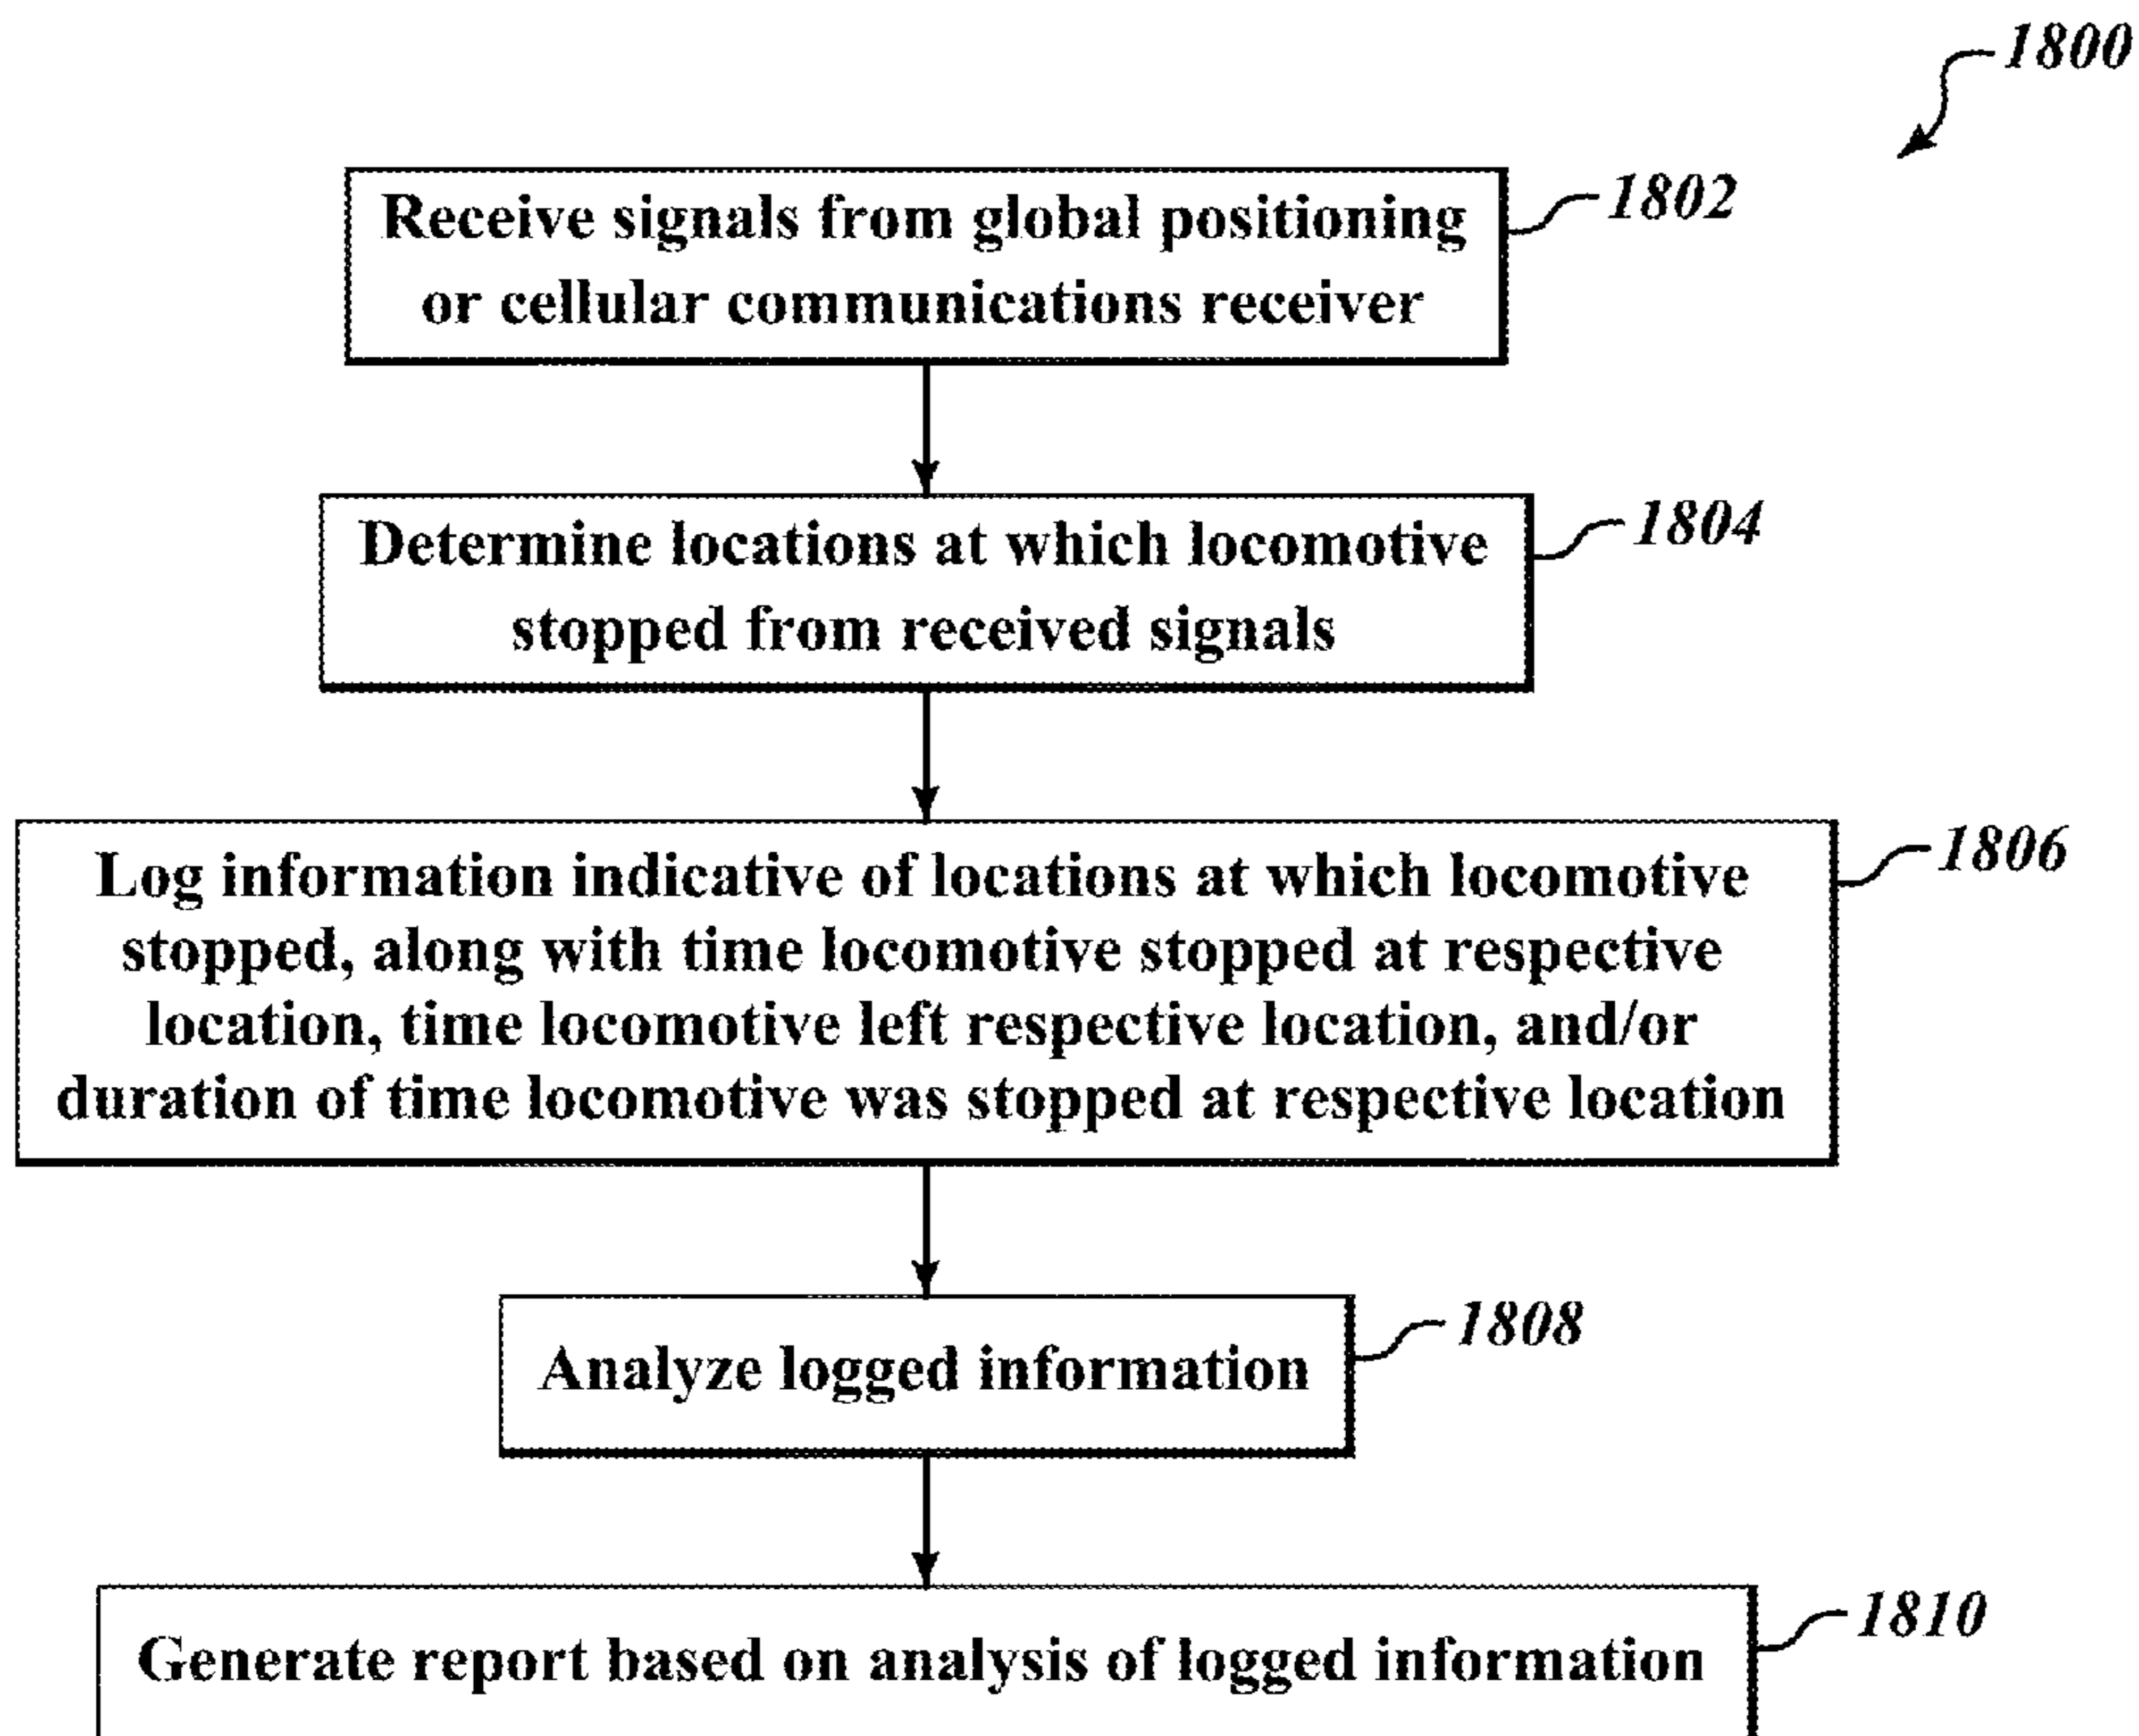 1800
Receive signals from global positioning
or cellular communications receiver
1802
Determine locations at which locomotive
stopped from received signals
1804
Log information indicative of locations at which locomotive
stopped, along with time locomotive stopped at respective
location, time locomotive left respective location, and/or
duration of time locomotive was stopped at respective location
1806
Analyze logged information
1808
Generate report based on analysis of logged information
1810